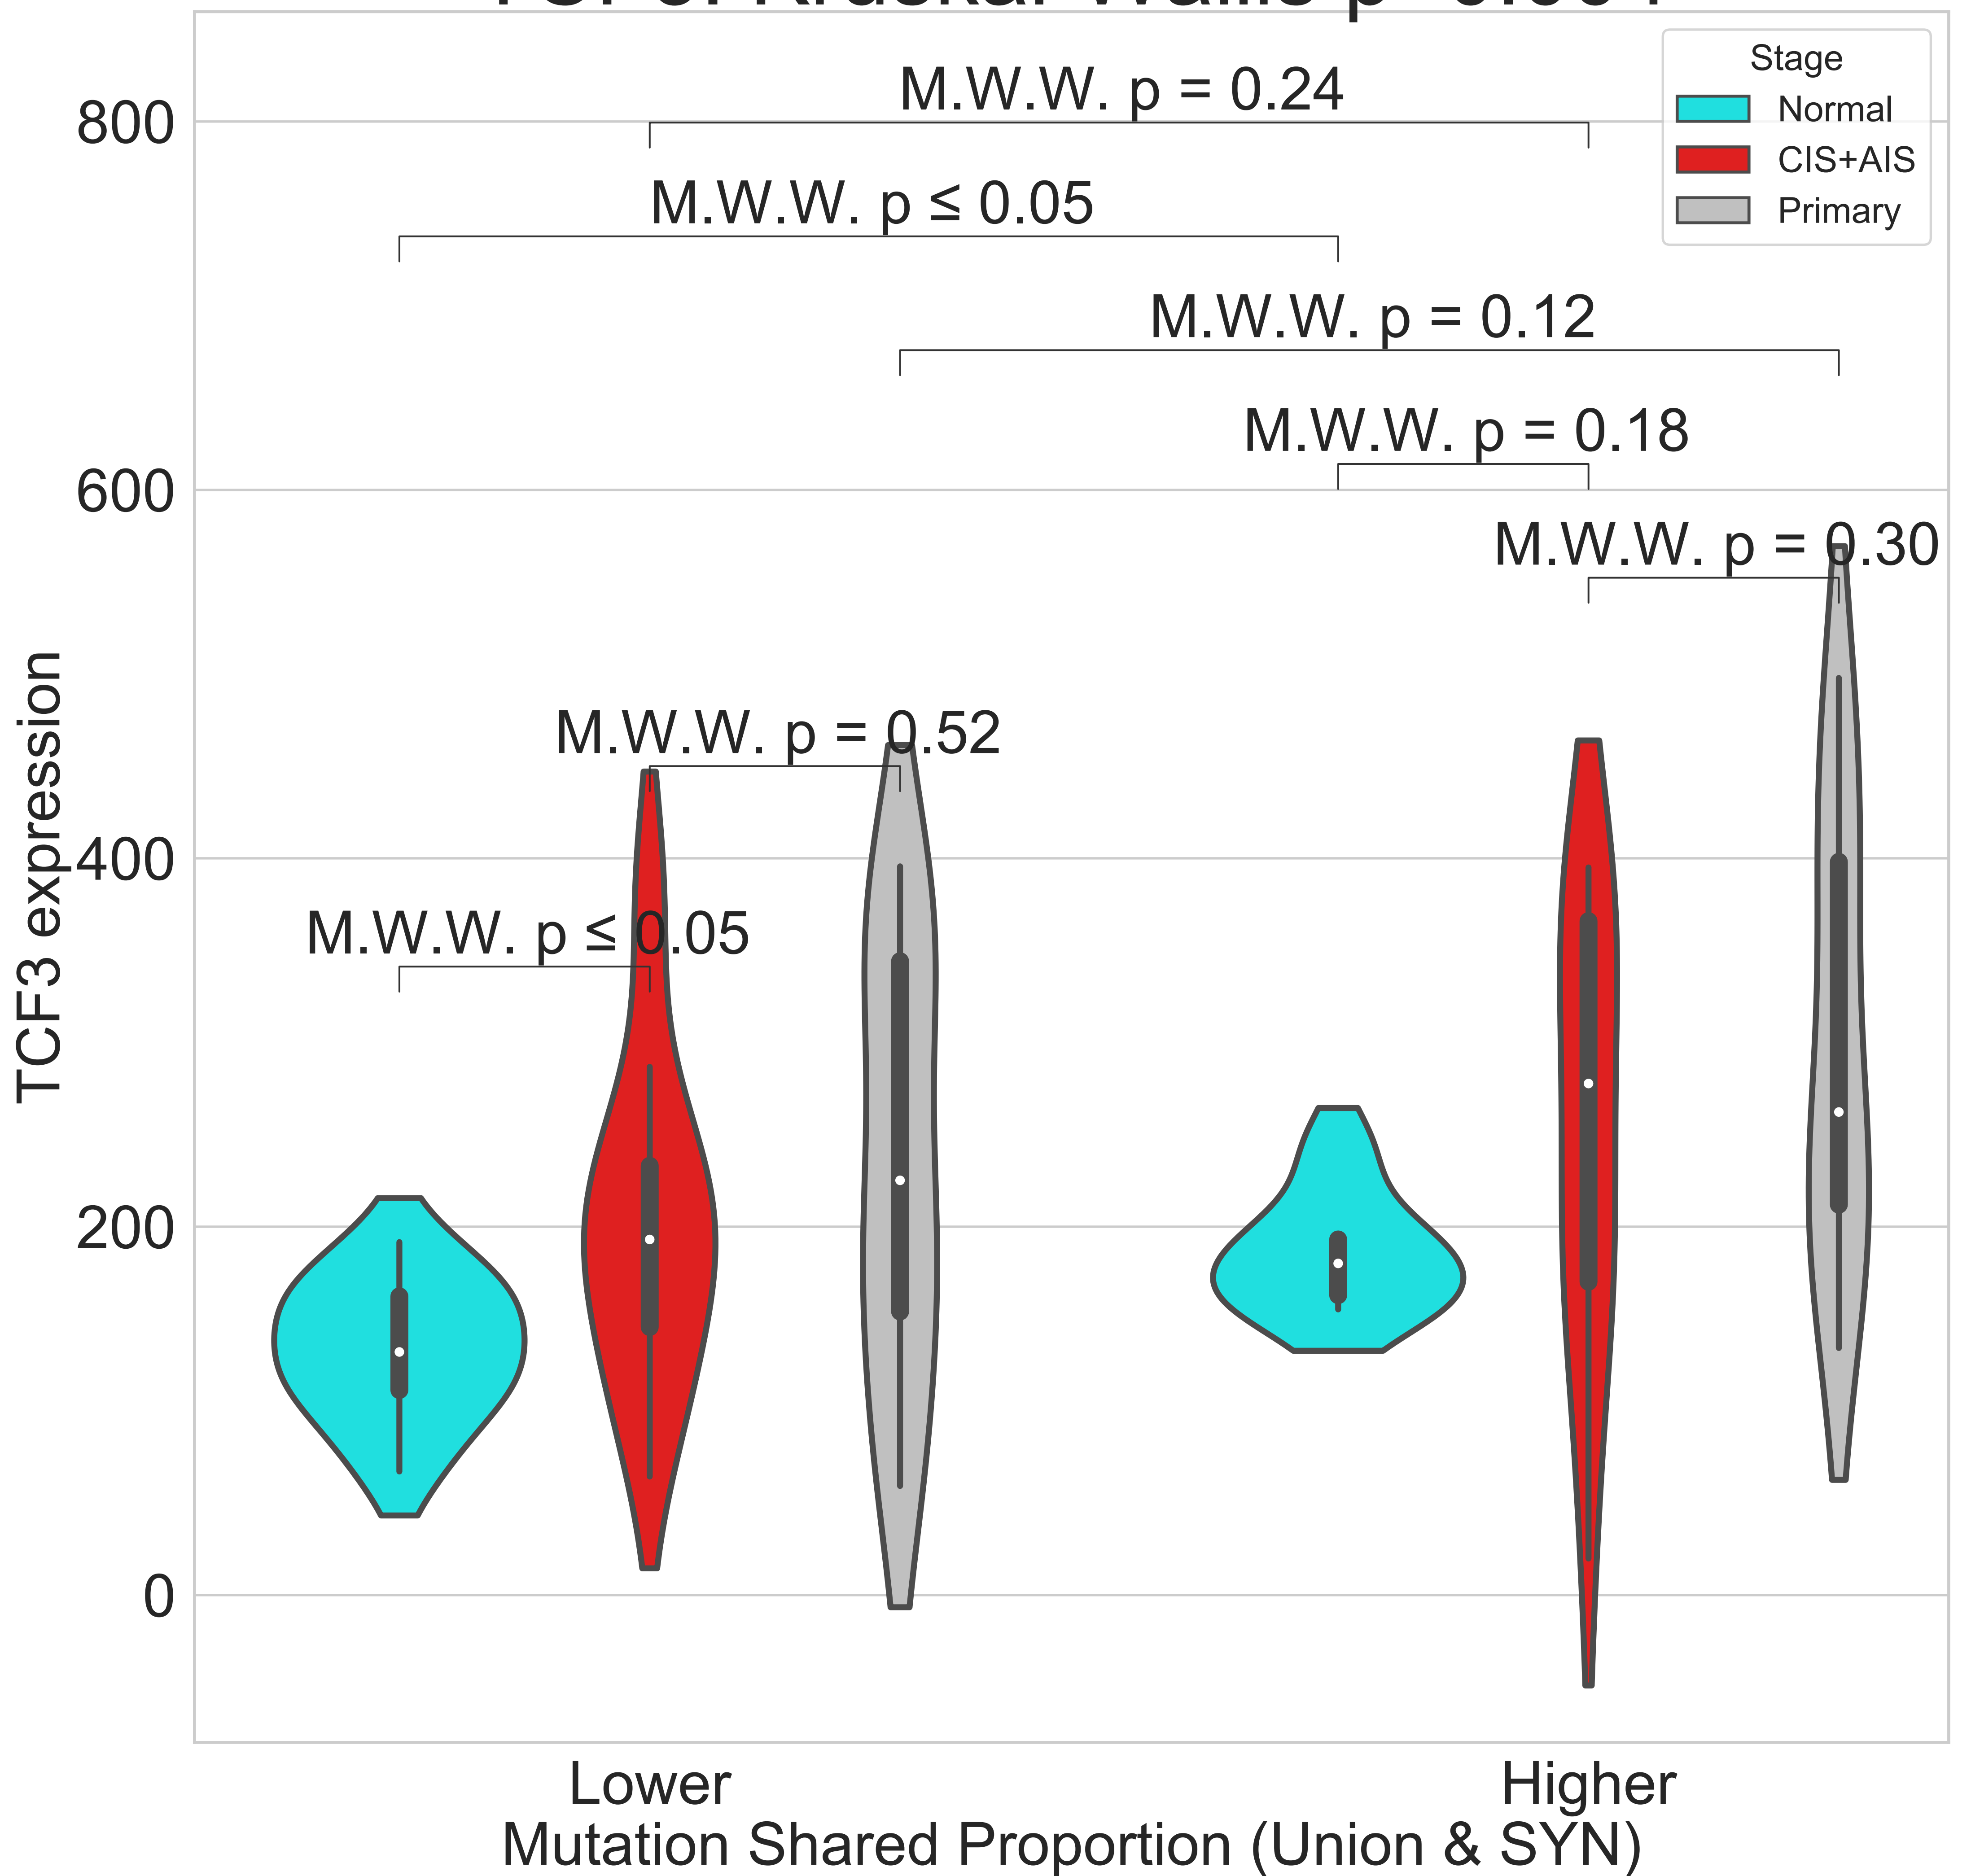 Stage
Normal
CIS+AIS
Primary
M.W.W. p = 0.24
M.W.W. p ≤ 0.05
M.W.W. p = 0.12
M.W.W. p = 0.18
M.W.W. p = 0.30
M.W.W. p = 0.52
M.W.W. p ≤ 0.05
800
600
400
200
0
TCF3 expression
Lower
Higher
Mutation Shared Proportion (Union & SYN)